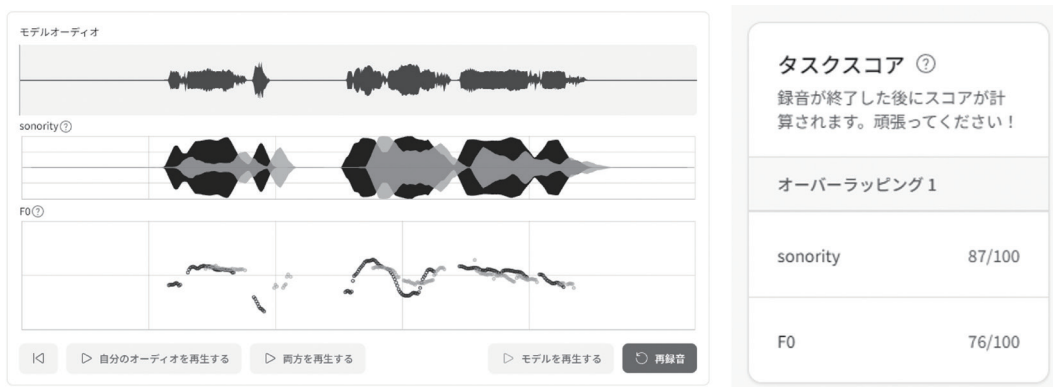 モデルオーディオ
sonority?
F0?
自分のオーディオを再生する
両方を再生する
モデルを再生する
再録音
タスクスコア ?
録音が終了した後にスコアが計
算されます。頑張ってください！
オーバーラッピング 1
sonority 87/100
F0 76/100